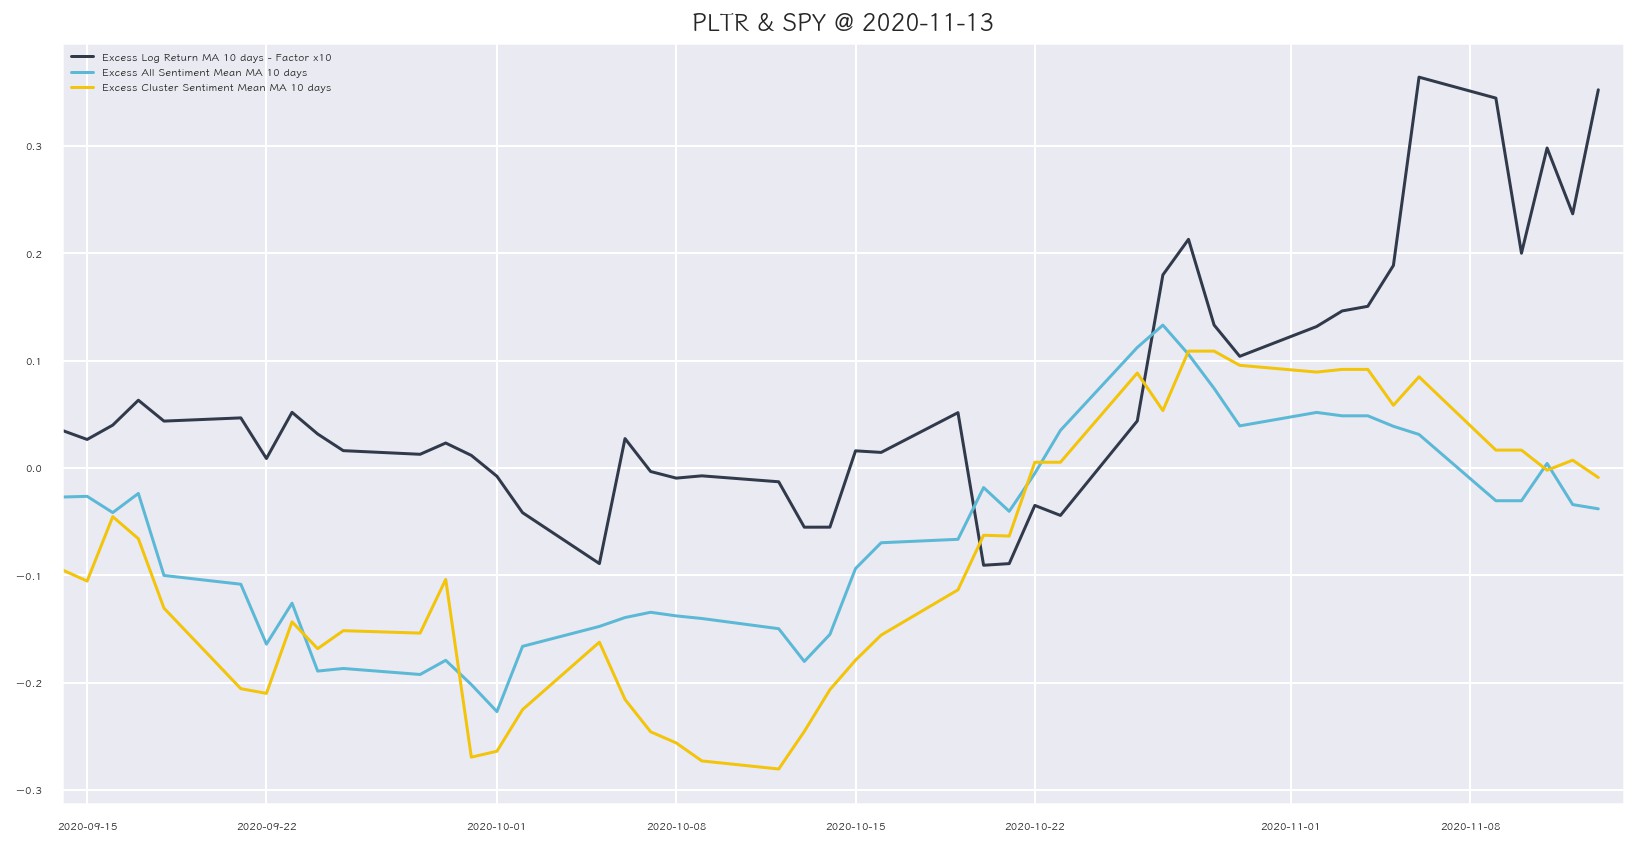 PLTR & SPY @ 2020-11-13
Excess Log Return MA 10 days - Factor x10
Excess All Sentiment Mean MA 10 days
Excess Cluster Sentiment Mean MA 10 days
0.3
0.2
0.1
0.0
−0.1
−0.2
−0.3
2020-09-15 2020-09-22 2020-10-01 2020-10-08 2020-10-15 2020-10-22 2020-11-01 2020-11-08